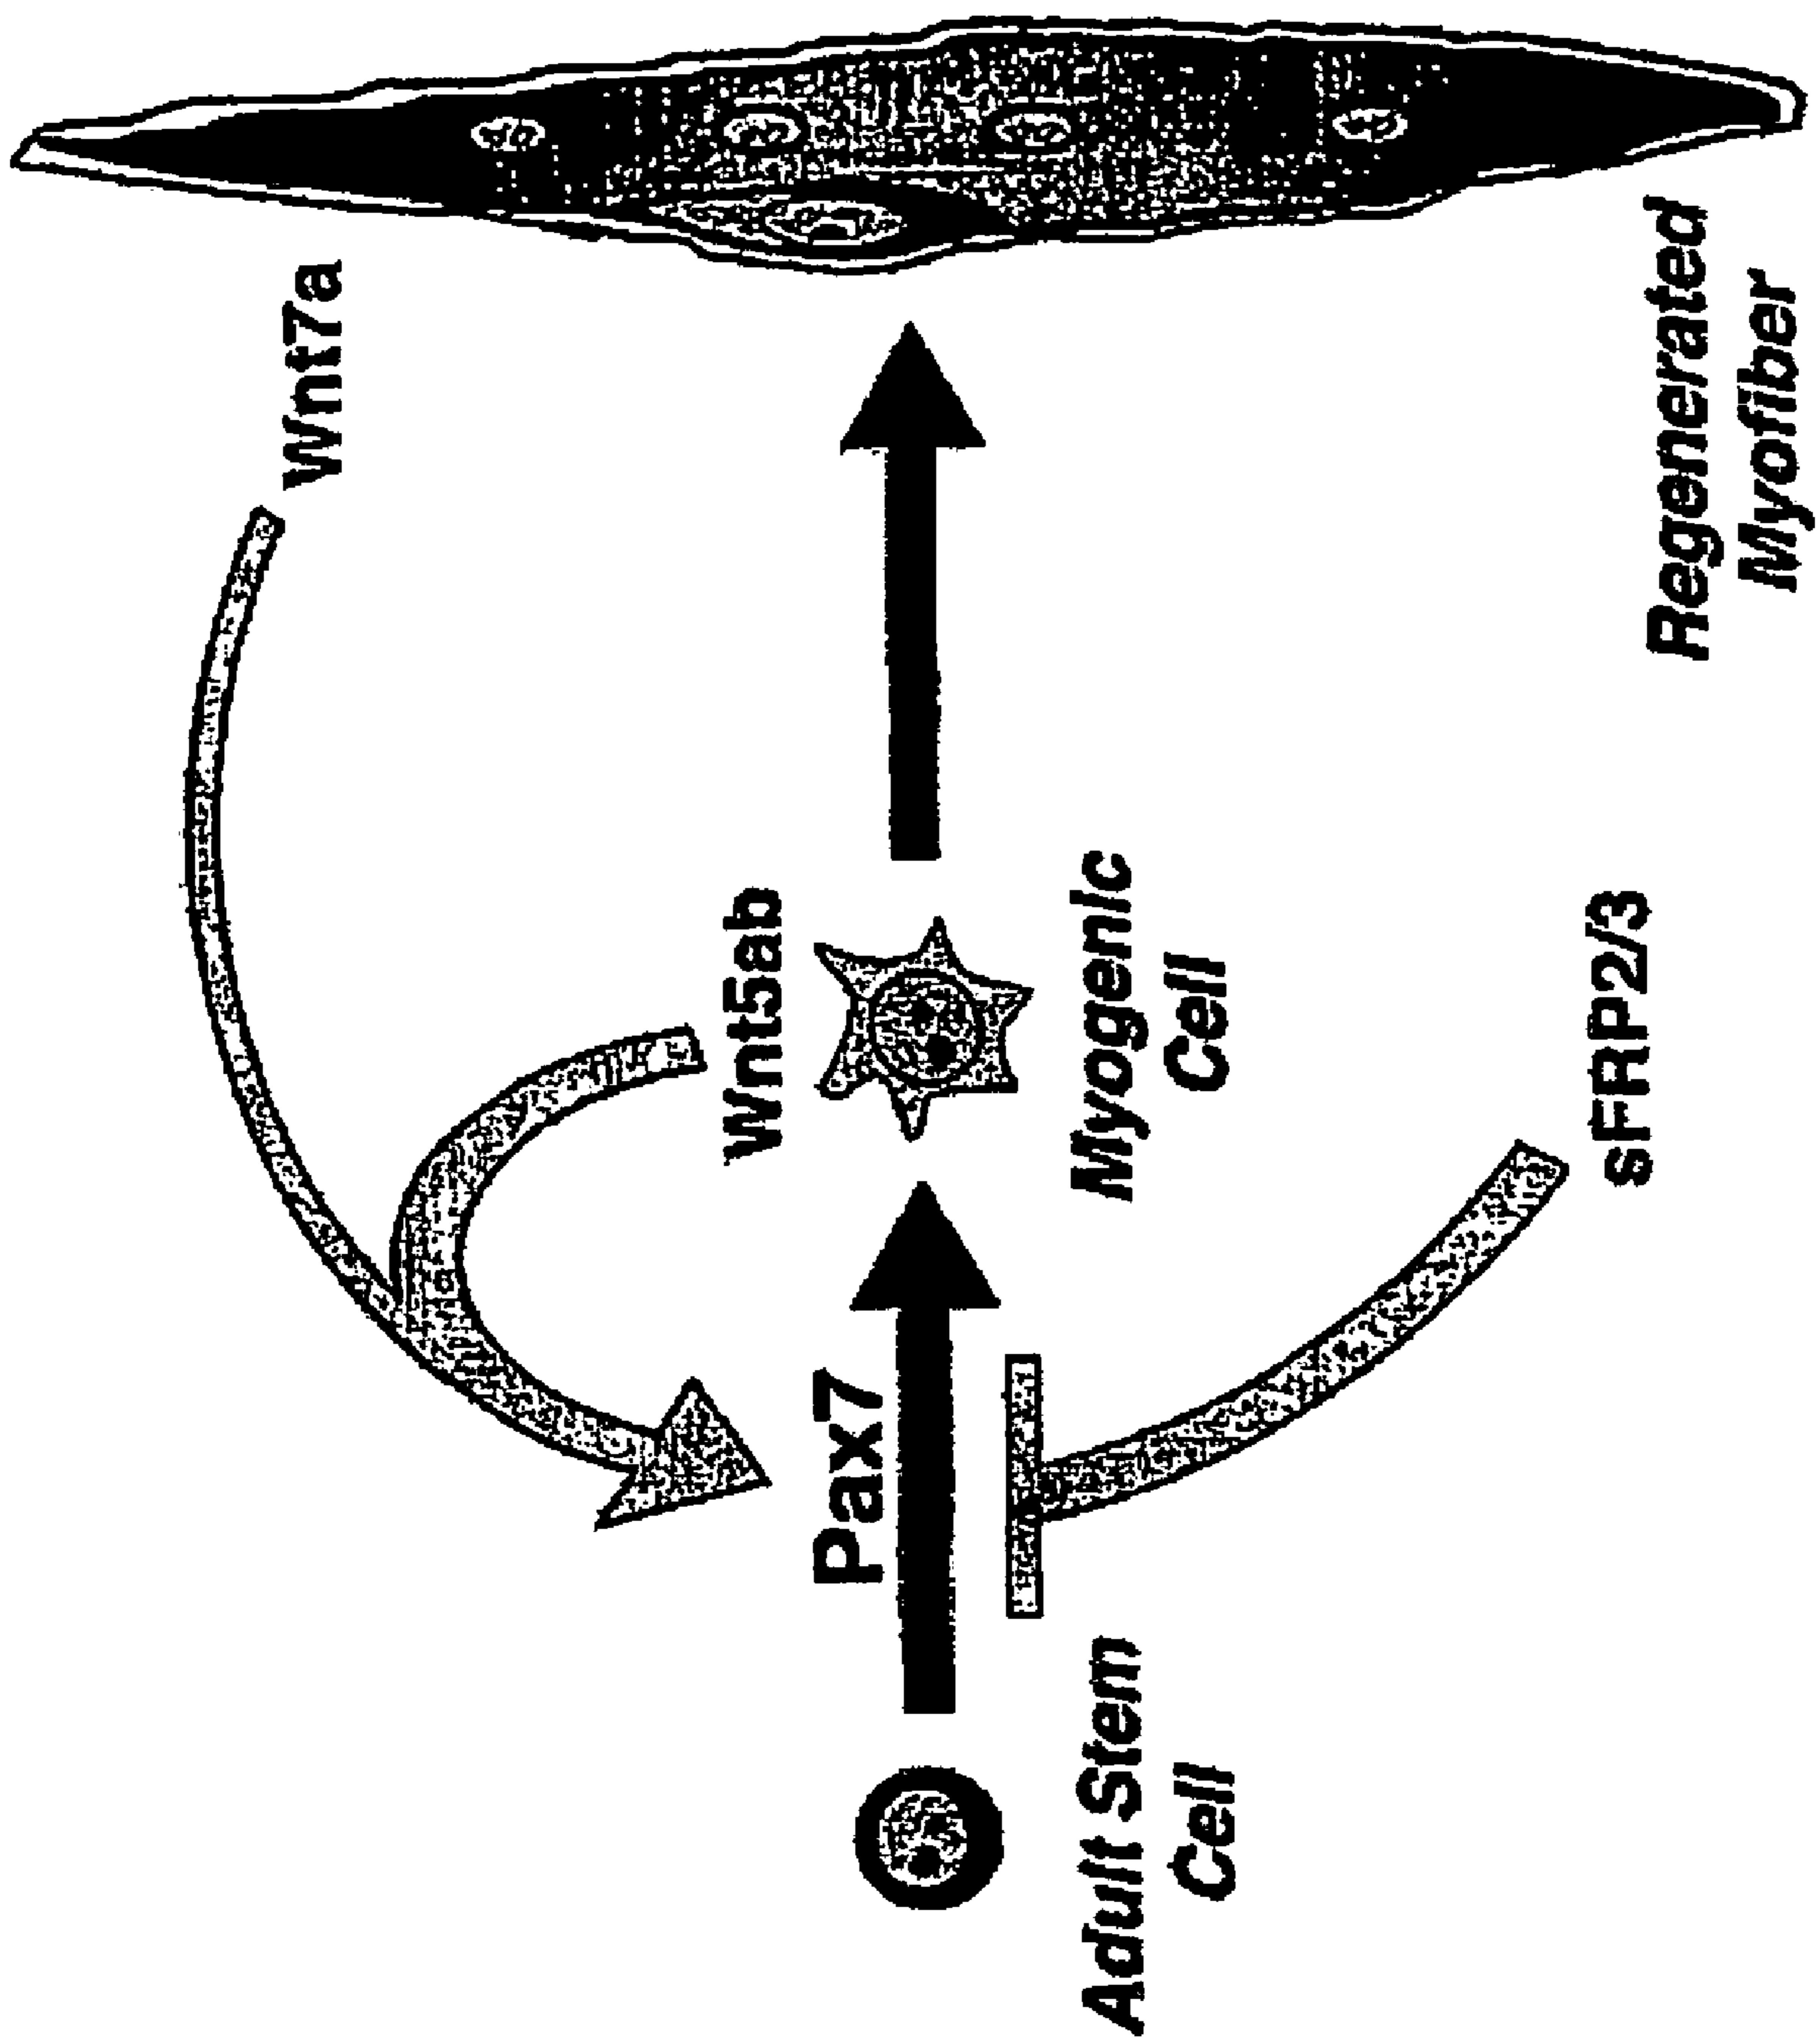 Wnt7a
Wnt5ab
Pax7
Adult Stem
Cell
Myogenic
Cell
sFRP2/3
Regenerated
Myofiber